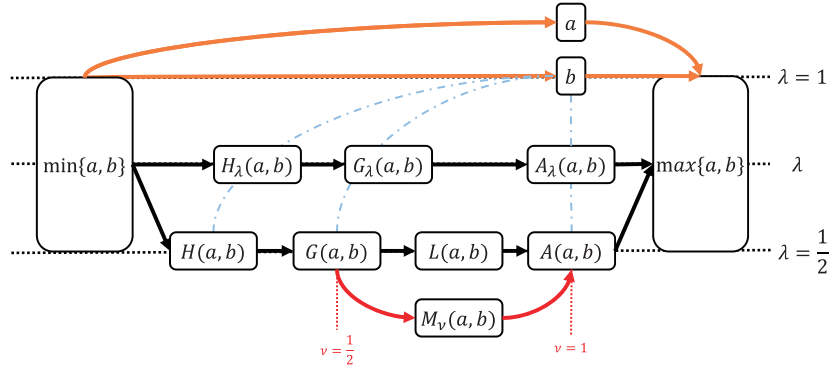 a
b
λ = 1
min{a, b}
H_λ(a, b)
G_λ(a, b)
A_λ(a, b)
max{a, b}
λ
H(a, b)
G(a, b)
L(a, b)
A(a, b)
λ = 1/2
M_ν(a, b)
ν = 1/2
ν = 1